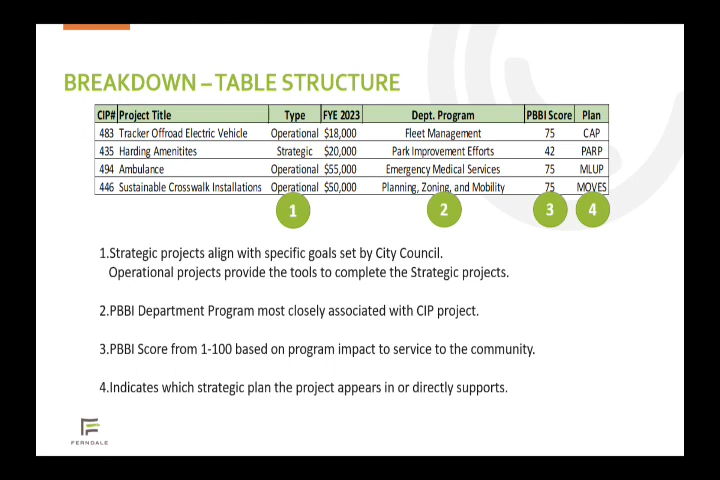 BREAKDOWN – TABLE STRUCTURE
CIP# Project Title Type FYE 2023 Dept. Program PBBI Score Plan
483 Tracker Offroad Electric Vehicle Operational $18,000 Fleet Management 75 CAP
435 Harding Amenitites Strategic $20,000 Park Improvement Efforts 42 PARP
494 Ambulance Operational $55,000 Emergency Medical Services 75 MLUP
446 Sustainable Crosswalk Installations Operational $50,000 Planning, Zoning, and Mobility 75 MOVES
1 2 3 4
1.Strategic projects align with specific goals set by City Council.
Operational projects provide the tools to complete the Strategic projects.
2.PBBI Department Program most closely associated with CIP project.
3.PBBI Score from 1-100 based on program impact to service to the community.
4.Indicates which strategic plan the project appears in or directly supports.
FERNDALE